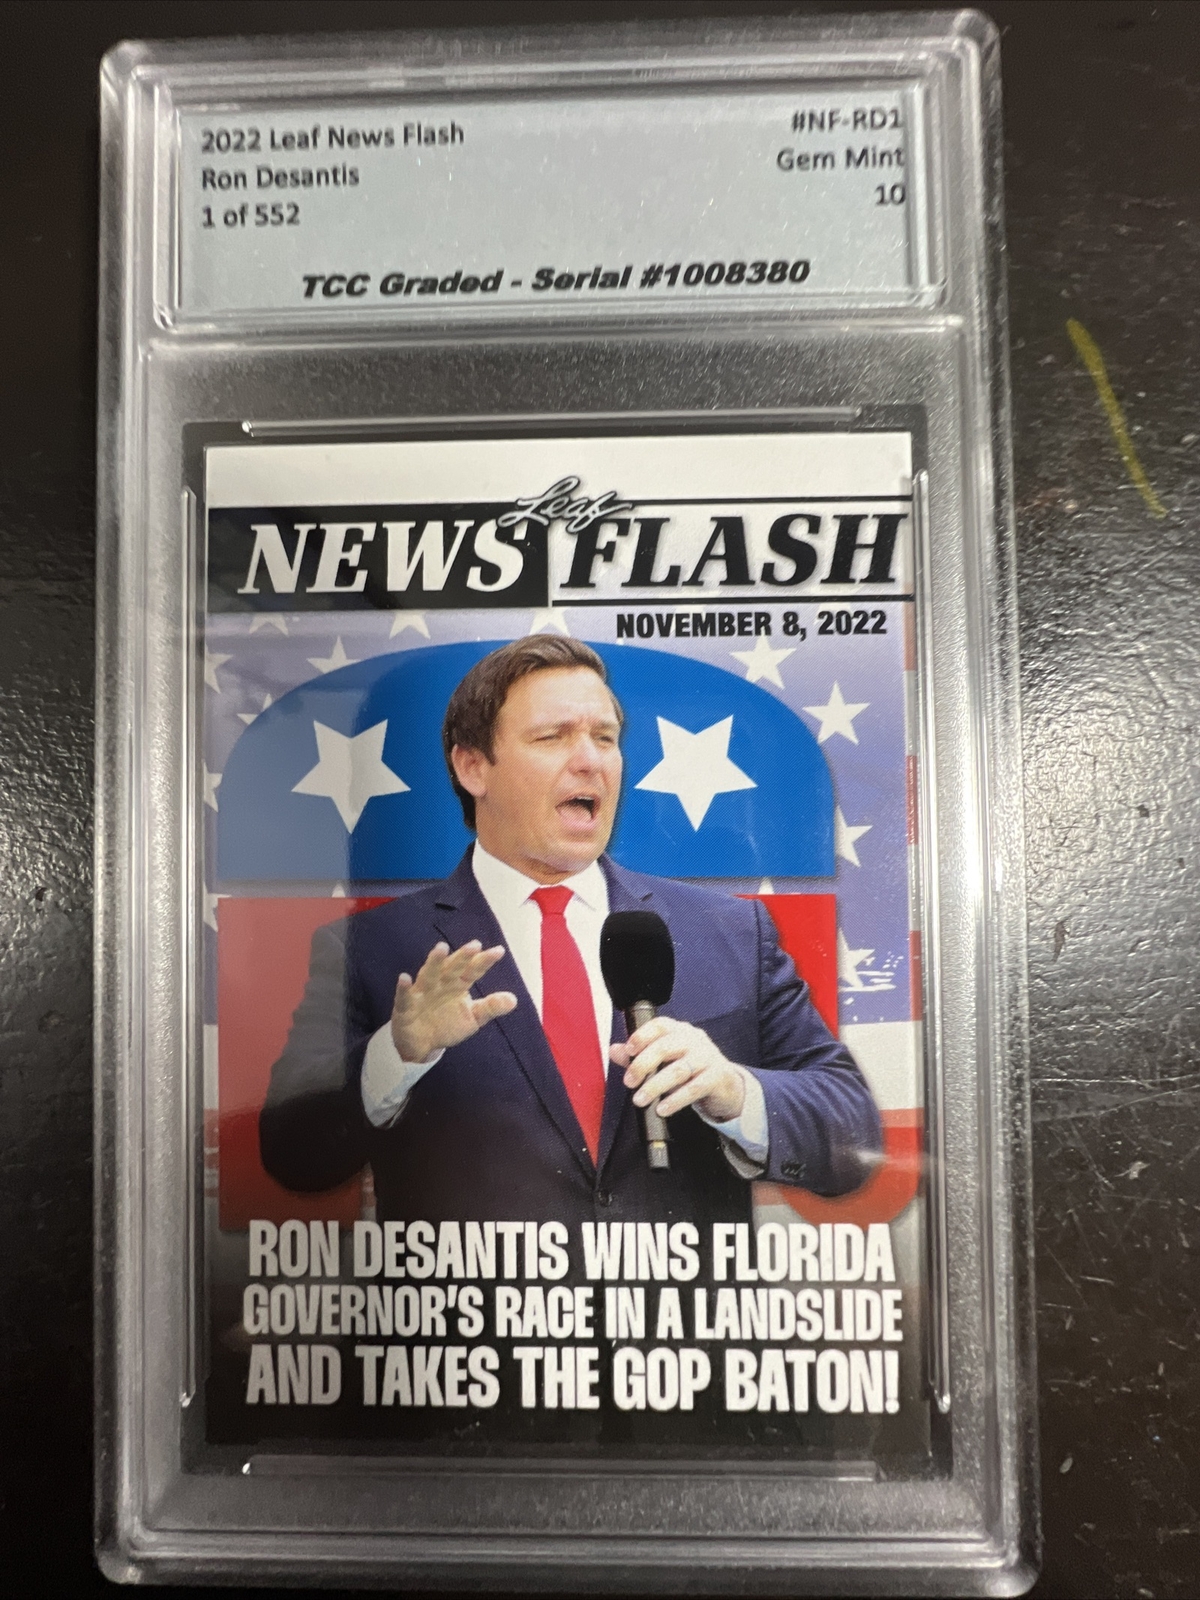 2022 Leaf News Flash
#NF-RD1
Ron Desantis
Gem Mint
1 of 552
10
TCC Graded - Serial #1008380
Leaf
NEWS FLASH
NOVEMBER 8, 2022
RON DESANTIS WINS FLORIDA
GOVERNOR'S RACE IN A LANDSLIDE
AND TAKES THE GOP BATON!